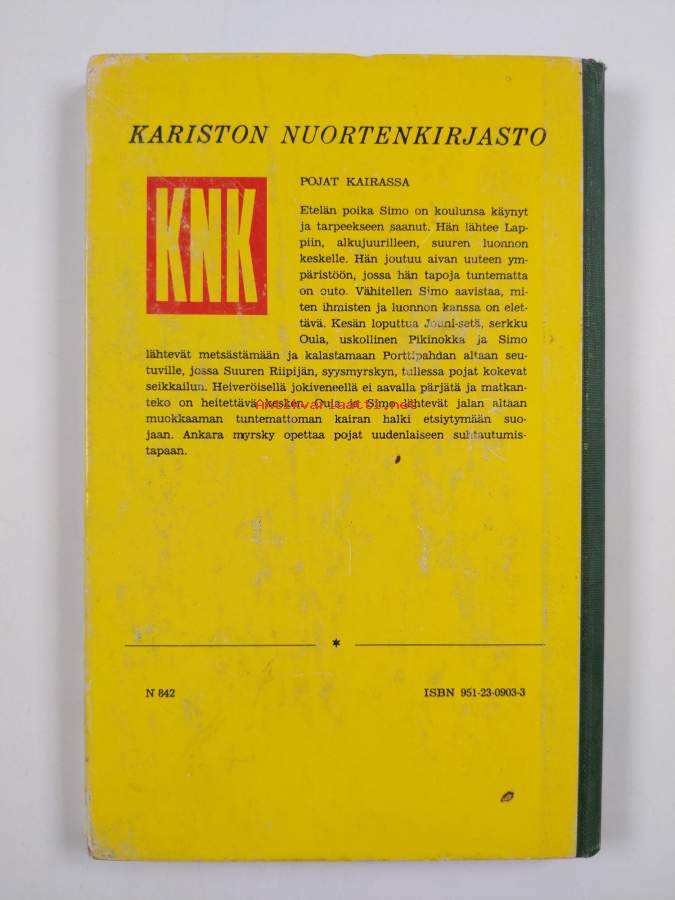 KARISTON NUORTENKIRJASTO
KNK
POJAT KAIRASSA
Etelän poika Simo on koulunsa käynyt
ja tarpeekseen saanut. Hän lähtee Lap-
piin, alkujuurilleen, suuren luonnon
keskelle. Hän joutuu aivan uuteen ym-
päristöön, jossa hän tapoja tuntematta
on outo. Vähitellen Simo aavistaa, mi-
ten ihmisten ja luonnon kanssa on elet-
tävä. Kesän loputtua Jouni-setä, serkku
Oula, uskollinen Pikinokka ja Simo
lähtevät metsästämään ja kalastamaan Porttipahdan altaan seu-
tuville, jossa Suuren Riipijän, syysmyrskyn, tullessa pojat kokevat
seikkailun. Heiveröisellä jokiveneellä ei aavalla pärjätä ja matkan-
teko on heitettävä kesken. Oula ja Simo lähtevät jalan altaan
Antikvariaatti.net
muokkaaman tuntemattoman kairan halki etsiytymään suo-
jaan. Ankara myrsky opettaa pojat uudenlaiseen suhtautumis-
tapaan.
*
N 842
ISBN 951-23-0903-3